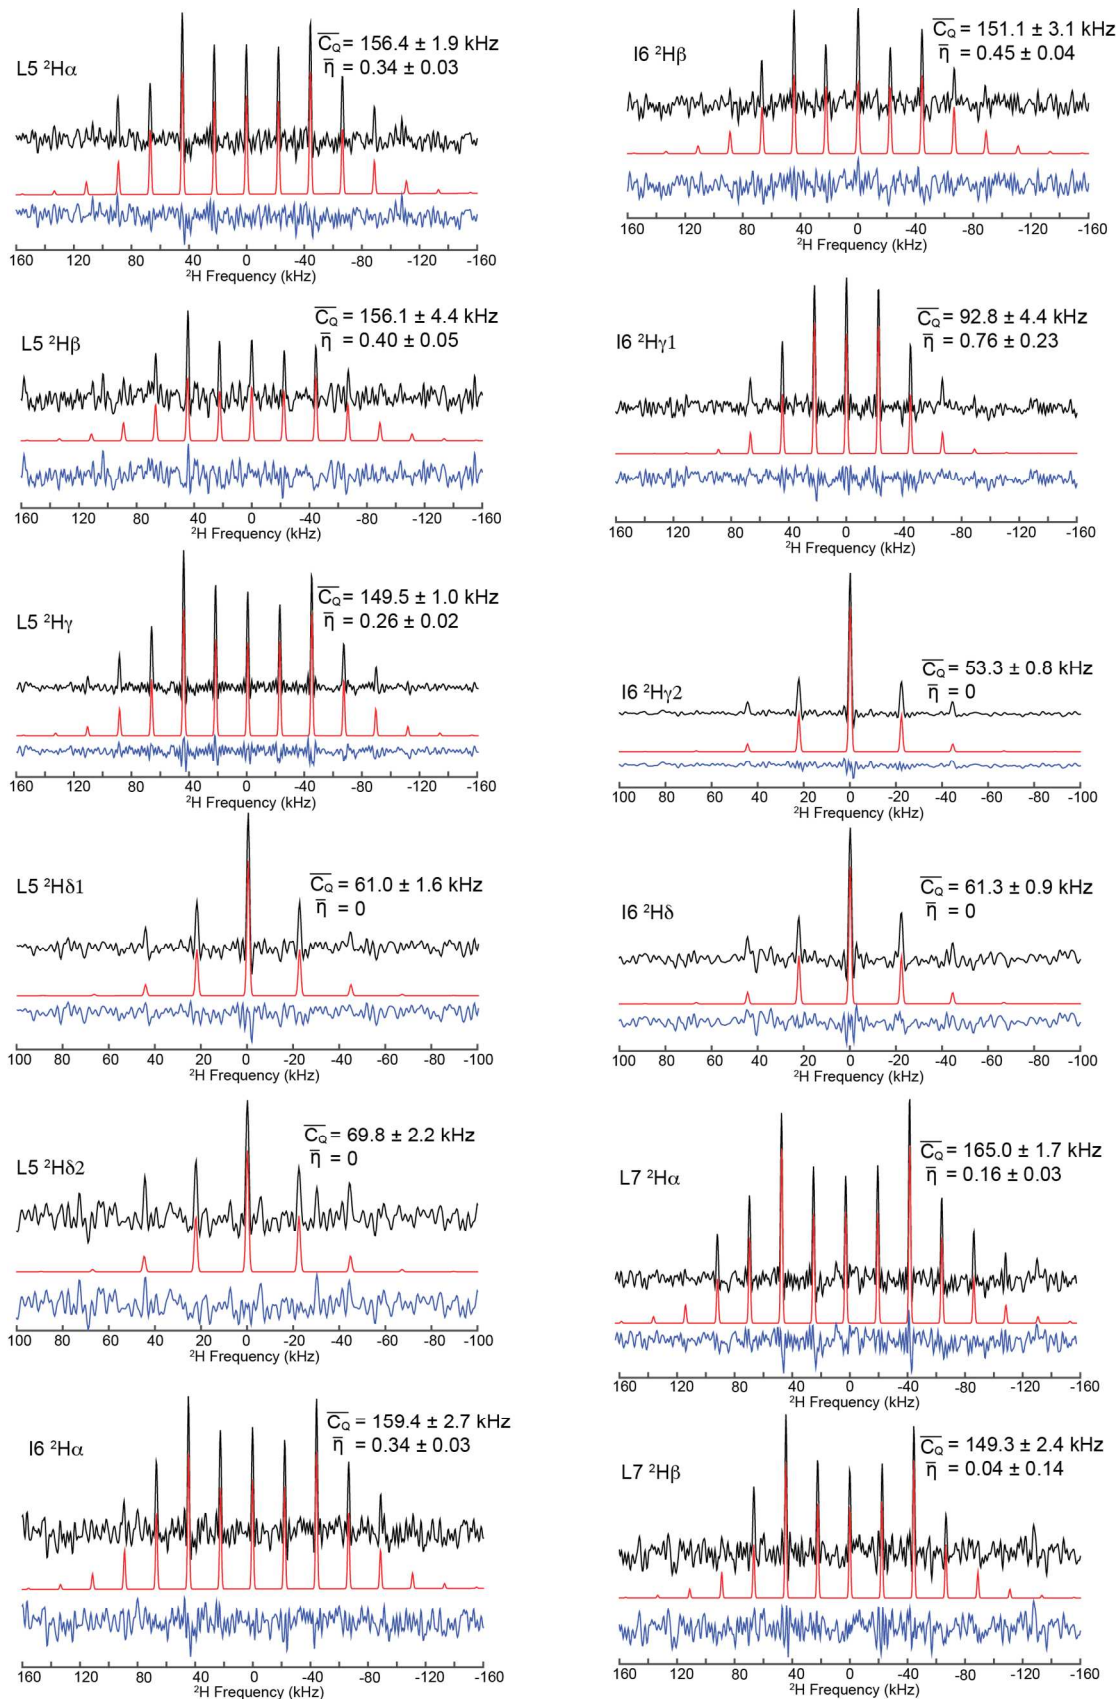 L5 ²Hα
C̅Q̅ = 156.4 ± 1.9 kHz
η̅ = 0.34 ± 0.03
160 120 80 40 0 -40 -80 -120 -160
²H Frequency (kHz)
L5 ²Hβ
C̅Q̅ = 156.1 ± 4.4 kHz
η̅ = 0.40 ± 0.05
160 120 80 40 0 -40 -80 -120 -160
²H Frequency (kHz)
L5 ²Hγ
C̅Q̅ = 149.5 ± 1.0 kHz
η̅ = 0.26 ± 0.02
160 120 80 40 0 -40 -80 -120 -160
²H Frequency (kHz)
L5 ²Hδ1
C̅Q̅ = 61.0 ± 1.6 kHz
η̅ = 0
100 80 60 40 20 0 -20 -40 -60 -80 -100
²H Frequency (kHz)
L5 ²Hδ2
C̅Q̅ = 69.8 ± 2.2 kHz
η̅ = 0
100 80 60 40 20 0 -20 -40 -60 -80 -100
²H Frequency (kHz)
I6 ²Hα
C̅Q̅ = 159.4 ± 2.7 kHz
η̅ = 0.34 ± 0.03
160 120 80 40 0 -40 -80 -120 -160
²H Frequency (kHz)
I6 ²Hβ
C̅Q̅ = 151.1 ± 3.1 kHz
η̅ = 0.45 ± 0.04
160 120 80 40 0 -40 -80 -120 -160
²H Frequency (kHz)
I6 ²Hγ1
C̅Q̅ = 92.8 ± 4.4 kHz
η̅ = 0.76 ± 0.23
160 120 80 40 0 -40 -80 -120 -160
²H Frequency (kHz)
I6 ²Hγ2
C̅Q̅ = 53.3 ± 0.8 kHz
η̅ = 0
100 80 60 40 20 0 -20 -40 -60 -80 -100
²H Frequency (kHz)
I6 ²Hδ
C̅Q̅ = 61.3 ± 0.9 kHz
η̅ = 0
100 80 60 40 20 0 -20 -40 -60 -80 -100
²H Frequency (kHz)
L7 ²Hα
C̅Q̅ = 165.0 ± 1.7 kHz
η̅ = 0.16 ± 0.03
160 120 80 40 0 -40 -80 -120 -160
²H Frequency (kHz)
L7 ²Hβ
C̅Q̅ = 149.3 ± 2.4 kHz
η̅ = 0.04 ± 0.14
160 120 80 40 0 -40 -80 -120 -160
²H Frequency (kHz)